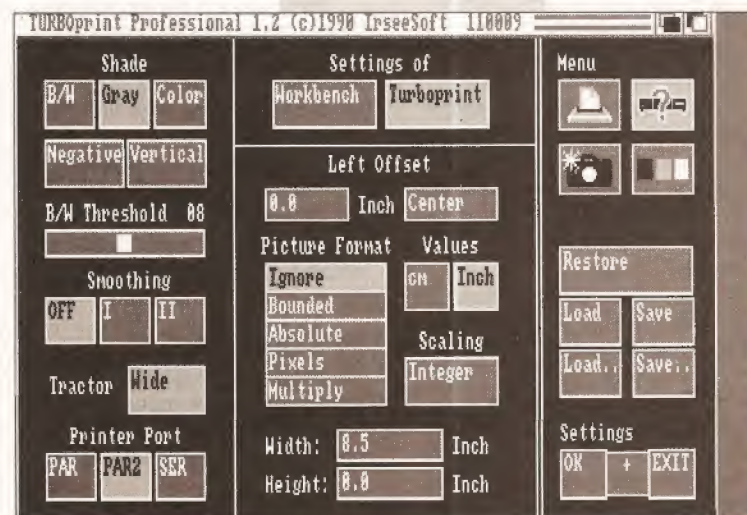 TURBOprint Professional 1.2 (c)1990 IrseeSoft 110009
Shade
B/W Gray Color
Negative Vertical
B/W Threshold 08
Smoothing
OFF I II
Tractor Wide
Printer Port
PAR PAR2 SER
Settings of
Workbench Turboprint
Left Offset
0.0 Inch Center
Picture Format
Ignore
Bounded
Absolute
Pixels
Multiply
Values
CM Inch
Scaling
Integer
Width: 8.5 Inch
Height: 0.0 Inch
Menu
?
Restore
Load Save
Load.. Save..
Settings
OK + EXIT